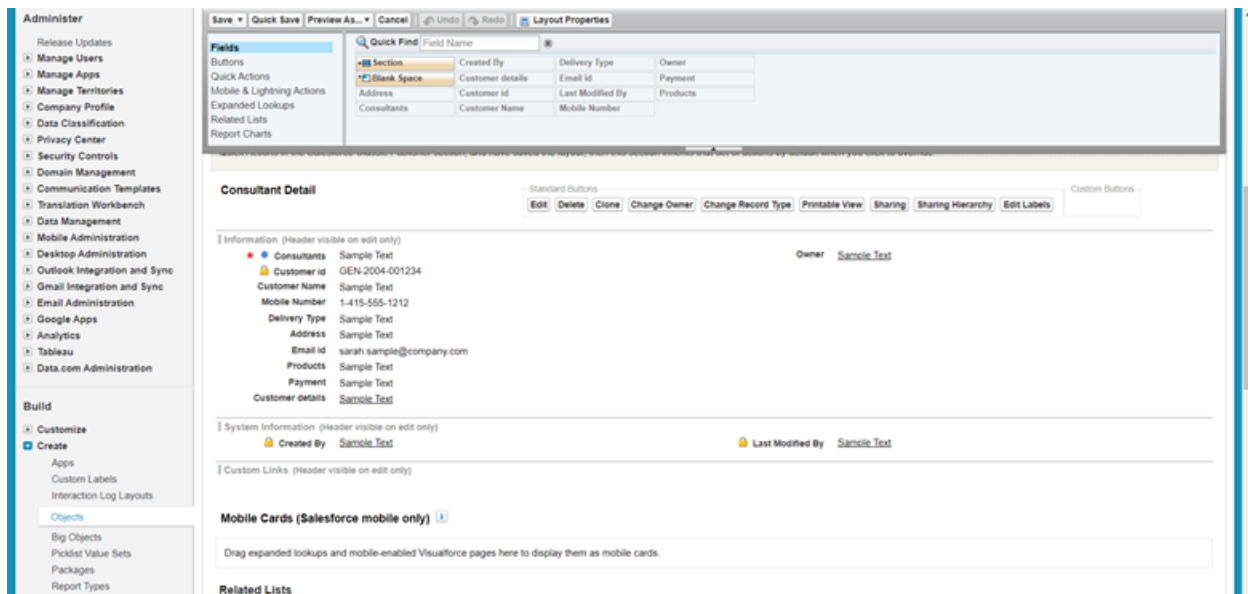 Administer
Release Updates
Manage Users
Manage Apps
Manage Territories
Company Profile
Data Classification
Privacy Center
Security Controls
Domain Management
Communication Templates
Translation Workbench
Data Management
Mobile Administration
Desktop Administration
Outlook Integration and Sync
Gmail Integration and Sync
Email Administration
Google Apps
Analytics
Tableau
Data.com Administration
Build
Customize
Create
Apps
Custom Labels
Interaction Log Layouts
Objects
Big Objects
Picklist Value Sets
Packages
Report Types
Save Quick Save Preview As... Cancel Undo Redo Layout Properties
Fields
Buttons
Quick Actions
Mobile & Lightning Actions
Expanded Lookups
Related Lists
Report Charts
Quick Find Field Name
Section Created By Delivery Type Owner
Blank Space Customer details Email id Payment
Address Customer id Last Modified By Products
Consultants Customer Name Mobile Number
Consultant Detail
Standard Buttons
Edit Delete Clone Change Owner Change Record Type Printable View Sharing Sharing Hierarchy Edit Labels
Custom Buttons
Information (Header visible on edit only)
Consultants Sample Text Owner Sample Text
Customer id GEN-2004-001234
Customer Name Sample Text
Mobile Number 1-415-555-1212
Delivery Type Sample Text
Address Sample Text
Email id sarah.sample@company.com
Products Sample Text
Payment Sample Text
Customer details Sample Text
System Information (Header visible on edit only)
Created By Sample Text Last Modified By Sample Text
Custom Links (Header visible on edit only)
Mobile Cards (Salesforce mobile only)
Drag expanded lookups and mobile-enabled Visualforce pages here to display them as mobile cards.
Related Lists